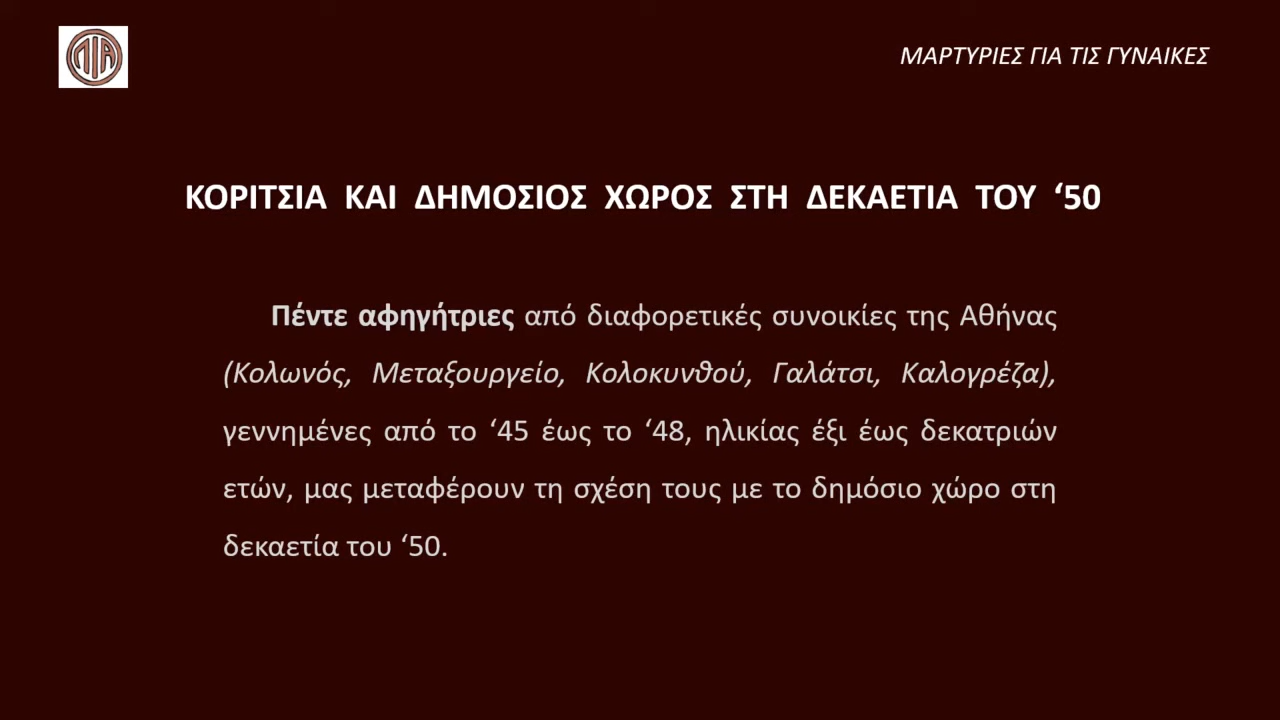 ΠΙΑ
ΜΑΡΤΥΡΙΕΣ ΓΙΑ ΤΙΣ ΓΥΝΑΙΚΕΣ
ΚΟΡΙΤΣΙΑ ΚΑΙ ΔΗΜΟΣΙΟΣ ΧΩΡΟΣ ΣΤΗ ΔΕΚΑΕΤΙΑ ΤΟΥ ‘50
Πέντε αφηγήτριες από διαφορετικές συνοικίες της Αθήνας
(Κολωνός, Μεταξουργείο, Κολοκυνθού, Γαλάτσι, Καλογρέζα),
γεννημένες από το ‘45 έως το ‘48, ηλικίας έξι έως δεκατριών
ετών, μας μεταφέρουν τη σχέση τους με το δημόσιο χώρο στη
δεκαετία του ‘50.